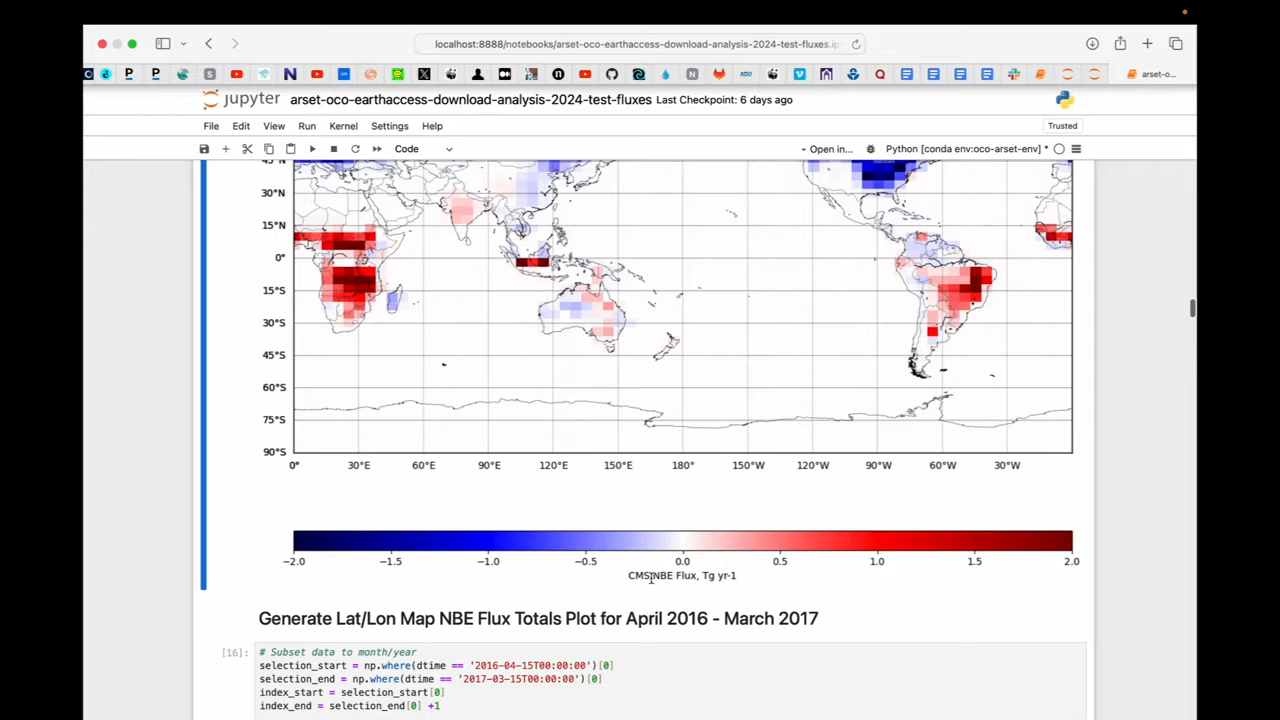 localhost:8888/notebooks/arset-oco-earthaccess-download-analysis-2024-test-fluxes.ip
arset-o...
jupyter arset-oco-earthaccess-download-analysis-2024-test-fluxes Last Checkpoint: 6 days ago
File Edit View Run Kernel Settings Help
Trusted
Code
Open in...
Python [conda env:oco-arset-env] *
45°N
30°N
15°N
0°
15°S
30°S
45°S
60°S
75°S
90°S
0° 30°E 60°E 90°E 120°E 150°E 180° 150°W 120°W 90°W 60°W 30°W
−2.0 −1.5 −1.0 −0.5 0.0 0.5 1.0 1.5 2.0
CMS NBE Flux, Tg yr-1
Generate Lat/Lon Map NBE Flux Totals Plot for April 2016 - March 2017
[16]:
# Subset data to month/year
selection_start = np.where(dtime == '2016-04-15T00:00:00')[0]
selection_end = np.where(dtime == '2017-03-15T00:00:00')[0]
index_start = selection_start[0]
index_end = selection_end[0] +1